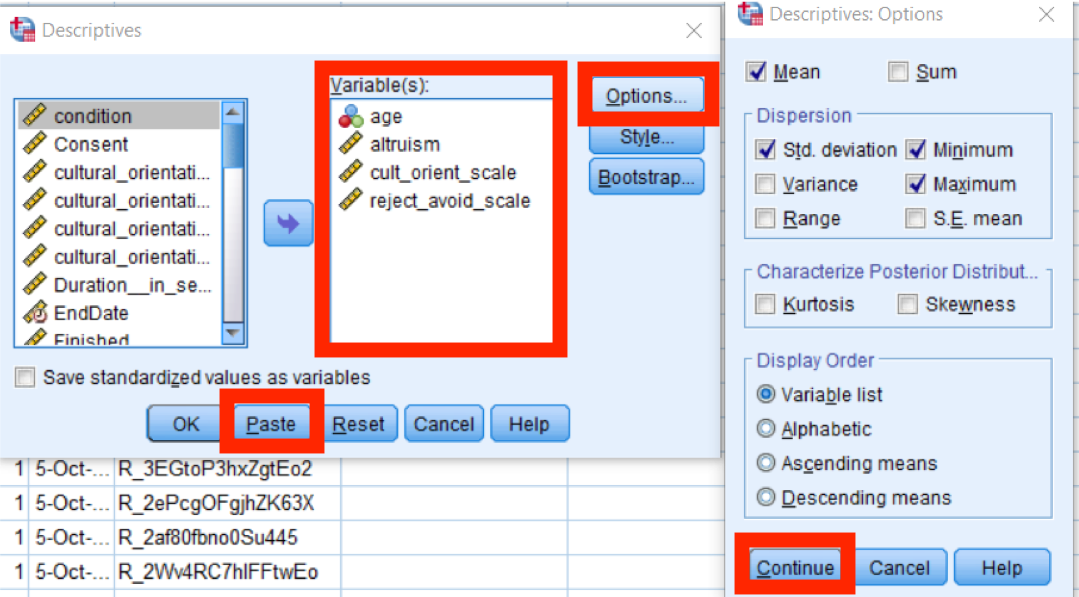 Descriptives
condition
Consent
cultural_orientati...
cultural_orientati...
cultural_orientati...
cultural_orientati...
Duration__in_se...
EndDate
Finished
Variable(s):
age
altruism
cult_orient_scale
reject_avoid_scale
Options...
Style...
Bootstrap...
Save standardized values as variables
OK Paste Reset Cancel Help
1 5-Oct-... R_3EGtoP3hxZgtEo2
1 5-Oct-... R_2ePcgOFgjhZK63X
1 5-Oct-... R_2af80fbno0Su445
1 5-Oct-... R_2Wv4RC7hIFFtwEo
Descriptives: Options
Mean Sum
Dispersion
Std. deviation Minimum
Variance Maximum
Range S.E. mean
Characterize Posterior Distribut...
Kurtosis Skewness
Display Order
Variable list
Alphabetic
Ascending means
Descending means
Continue Cancel Help